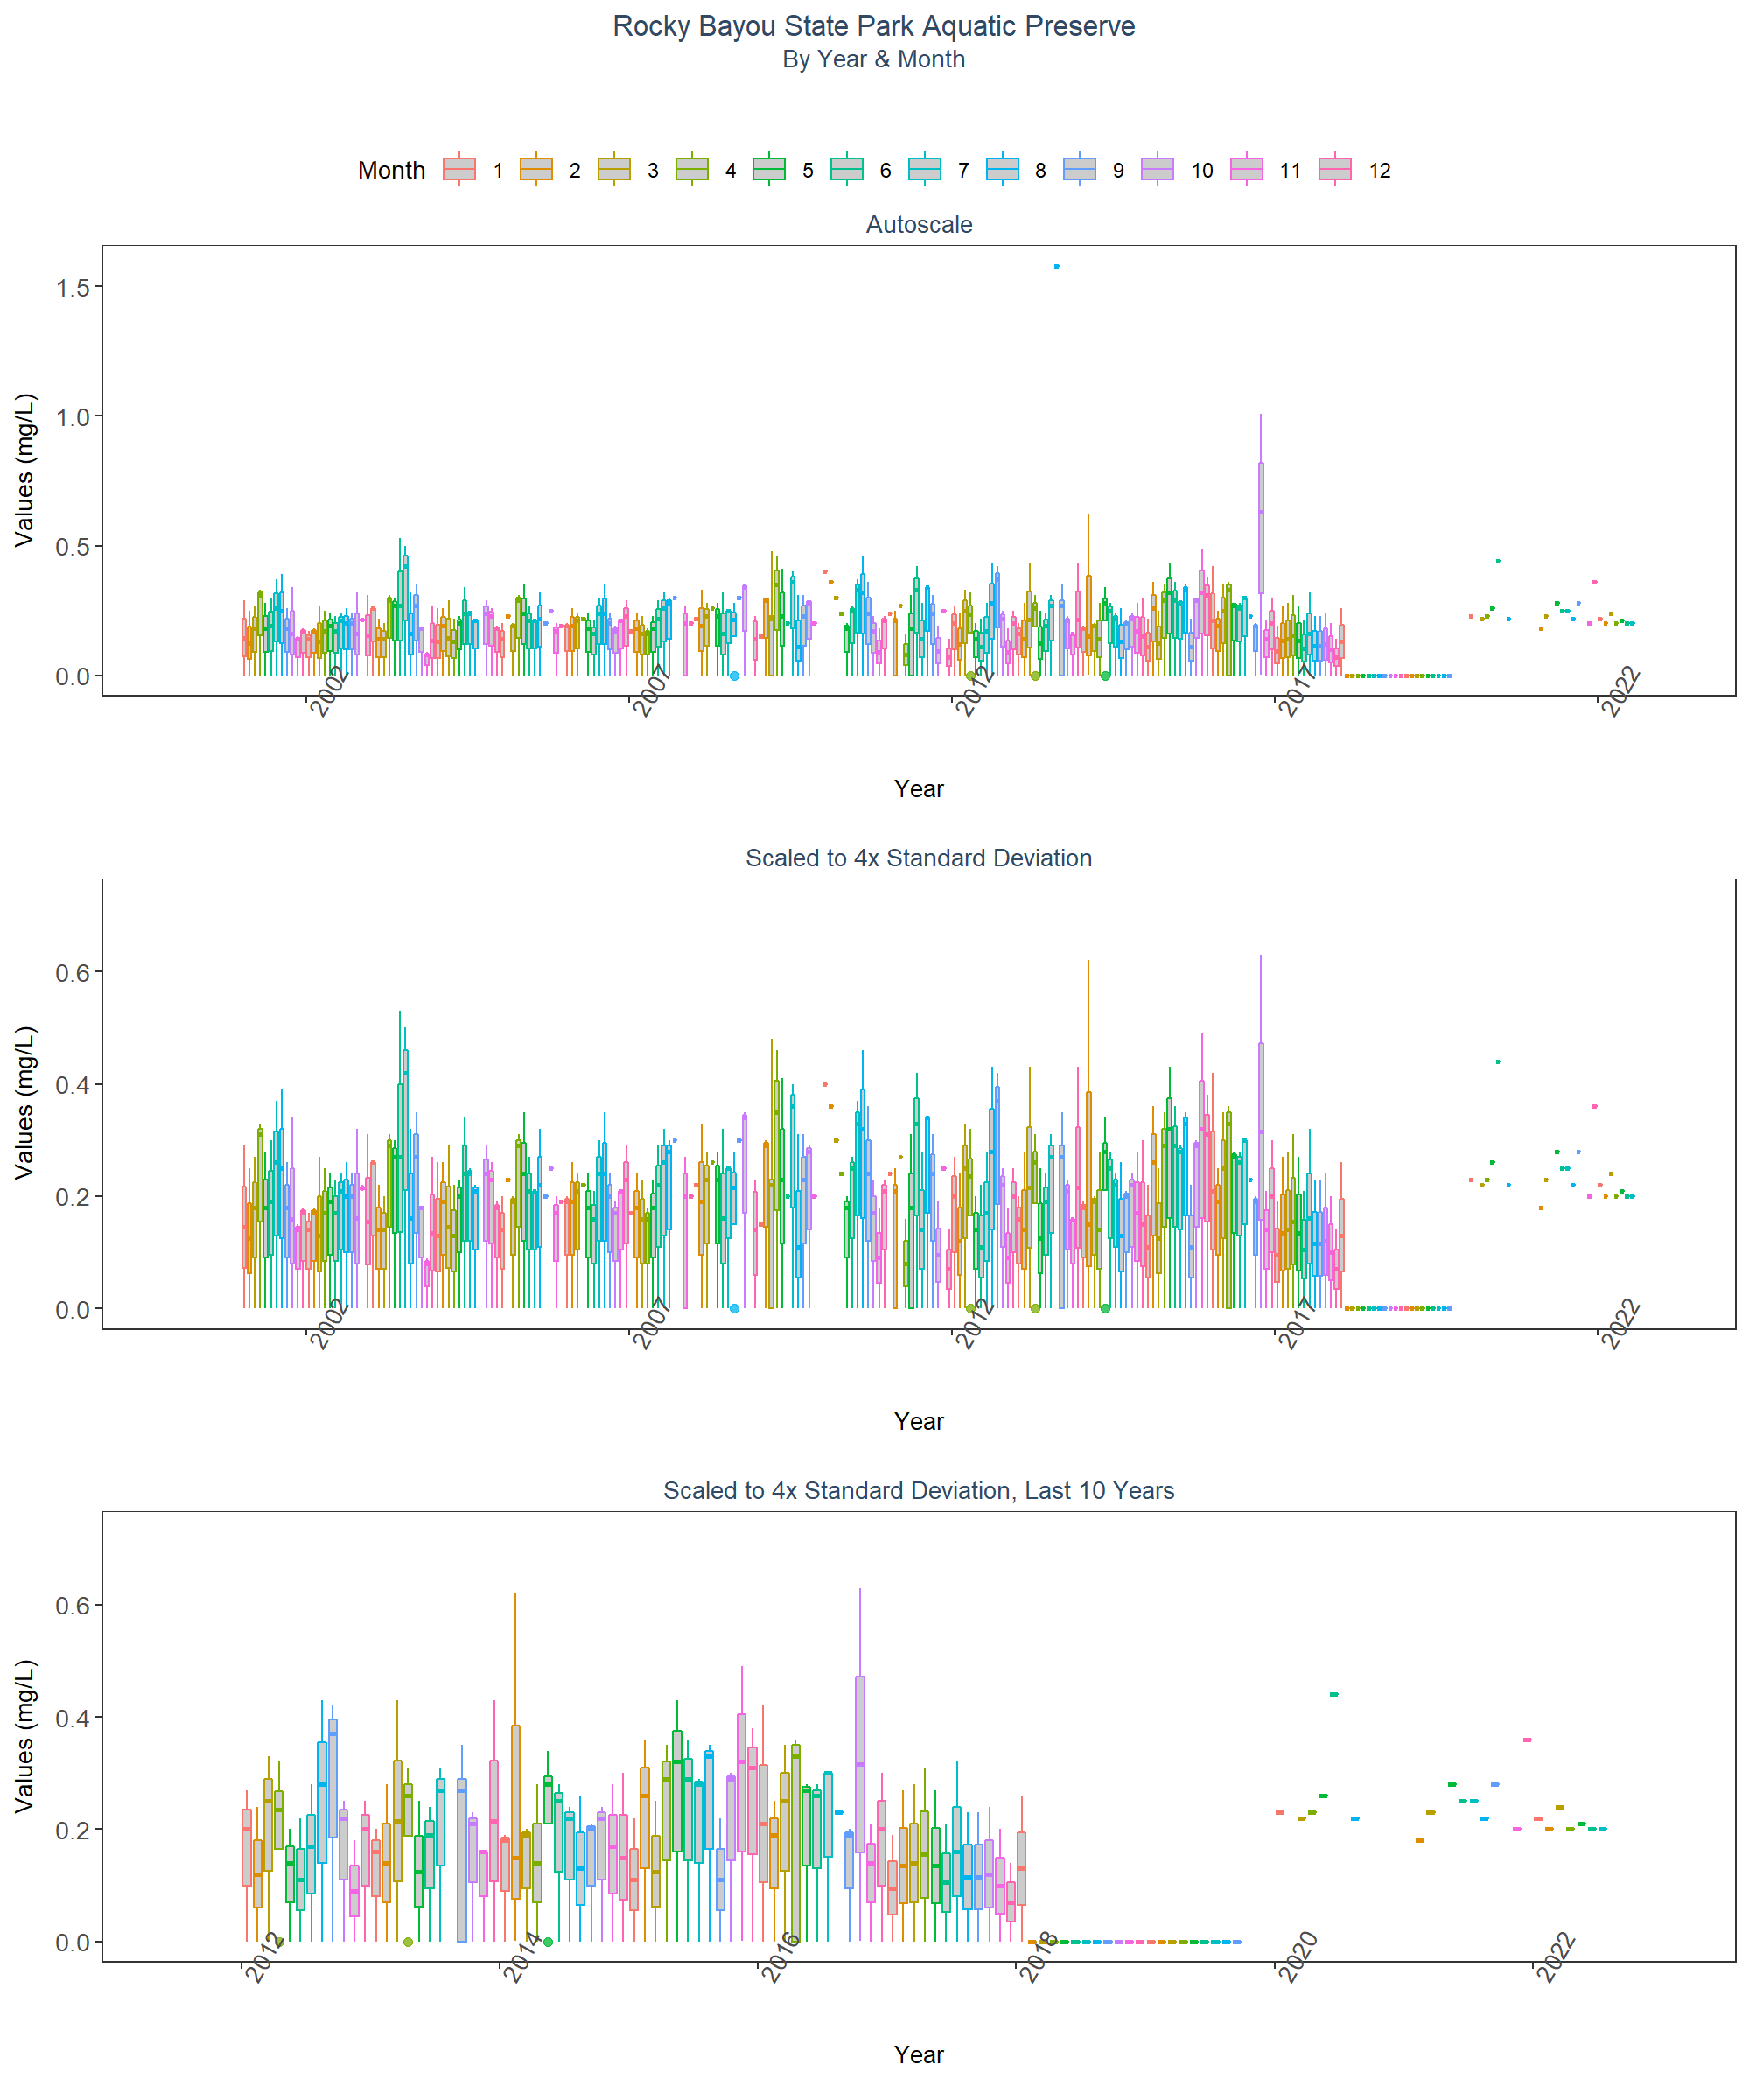 Rocky Bayou State Park Aquatic Preserve
By Year & Month
Month 1 2 3 4 5 6 7 8 9 10 11 12
Autoscale
Values (mg/L)
1.5
1.0
0.5
0.0
2002 2007 2012 2017 2022
Year
Scaled to 4x Standard Deviation
Values (mg/L)
0.6
0.4
0.2
0.0
2002 2007 2012 2017 2022
Year
Scaled to 4x Standard Deviation, Last 10 Years
Values (mg/L)
0.6
0.4
0.2
0.0
2012 2014 2016 2018 2020 2022
Year